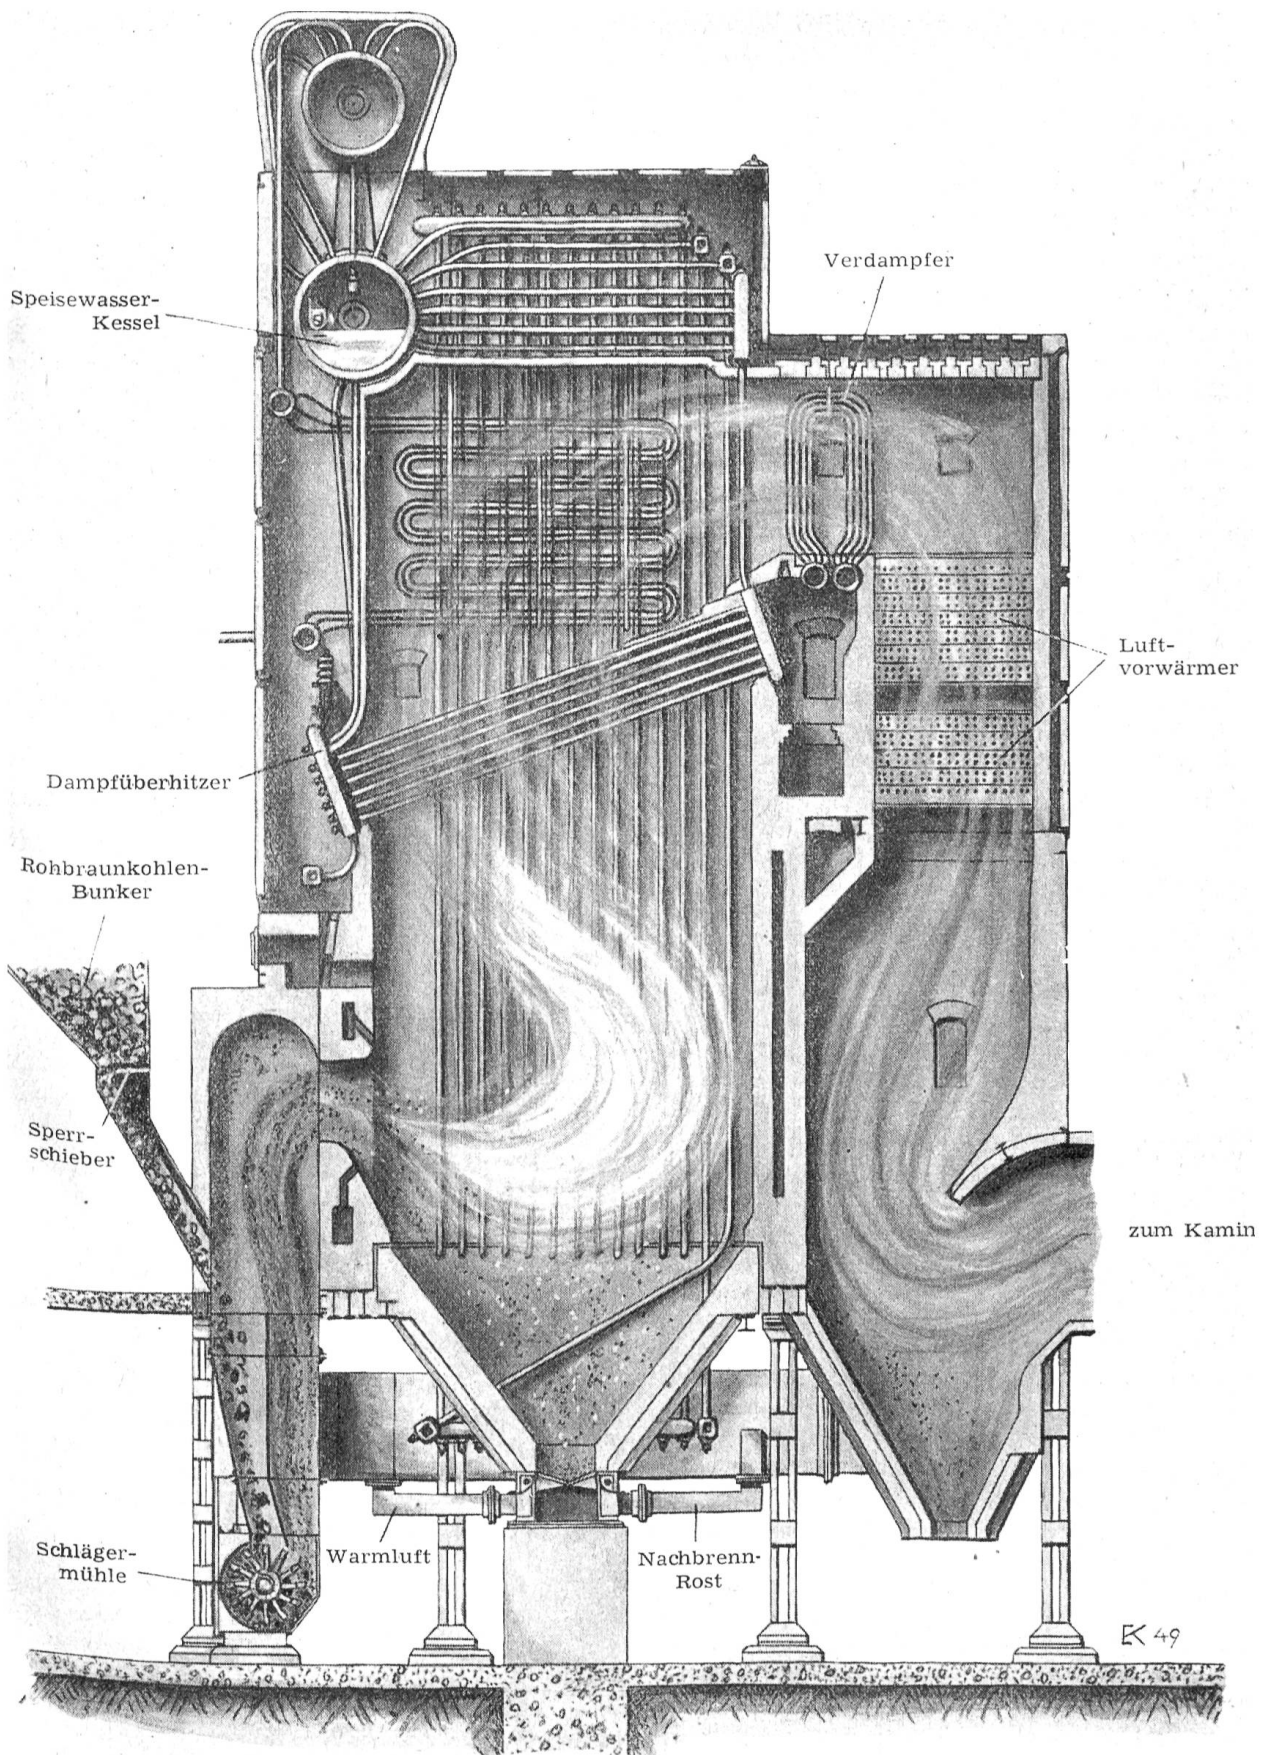 Verdampfer
Speisewasser-
Kessel
Luft-
vorwärmer
Dampfüberhitzer
Rohbraunkohlen-
Bunker
Sperr-
schieber
zum Kamin
Schläger-
mühle
Warmluft
Nachbrenn-
Rost
EK 49